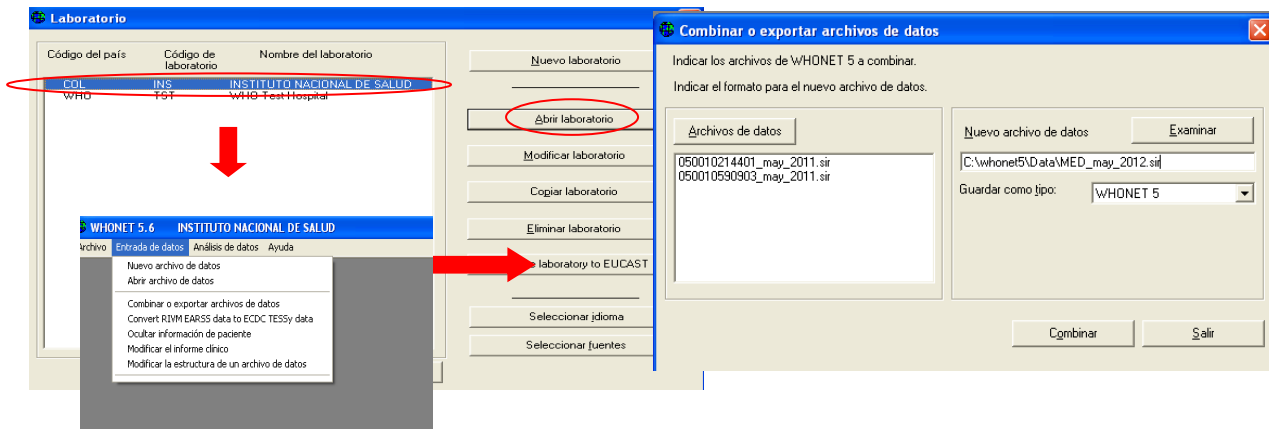 Laboratorio
Código del país Código de laboratorio Nombre del laboratorio
COL INS INSTITUTO NACIONAL DE SALUD
WHO TST WHO Test Hospital
Nuevo laboratorio
Abrir laboratorio
Modificar laboratorio
Copiar laboratorio
Eliminar laboratorio
laboratory to EUCAST
Seleccionar idioma
Seleccionar fuentes
WHONET 5.6 INSTITUTO NACIONAL DE SALUD
Archivo Entrada de datos Análisis de datos Ayuda
Nuevo archivo de datos
Abrir archivo de datos
Combinar o exportar archivos de datos
Convert RIVM EARSS data to ECDC TESSy data
Ocultar información de paciente
Modificar el informe clínico
Modificar la estructura de un archivo de datos
Combinar o exportar archivos de datos
Indicar los archivos de WHONET 5 a combinar.
Indicar el formato para el nuevo archivo de datos.
Archivos de datos
050010214401_may_2011.sir
050010590903_may_2011.sir
Nuevo archivo de datos Examinar
C:\whonet5\Data\MED_may_2012.sir
Guardar como tipo: WHONET 5
Combinar Salir